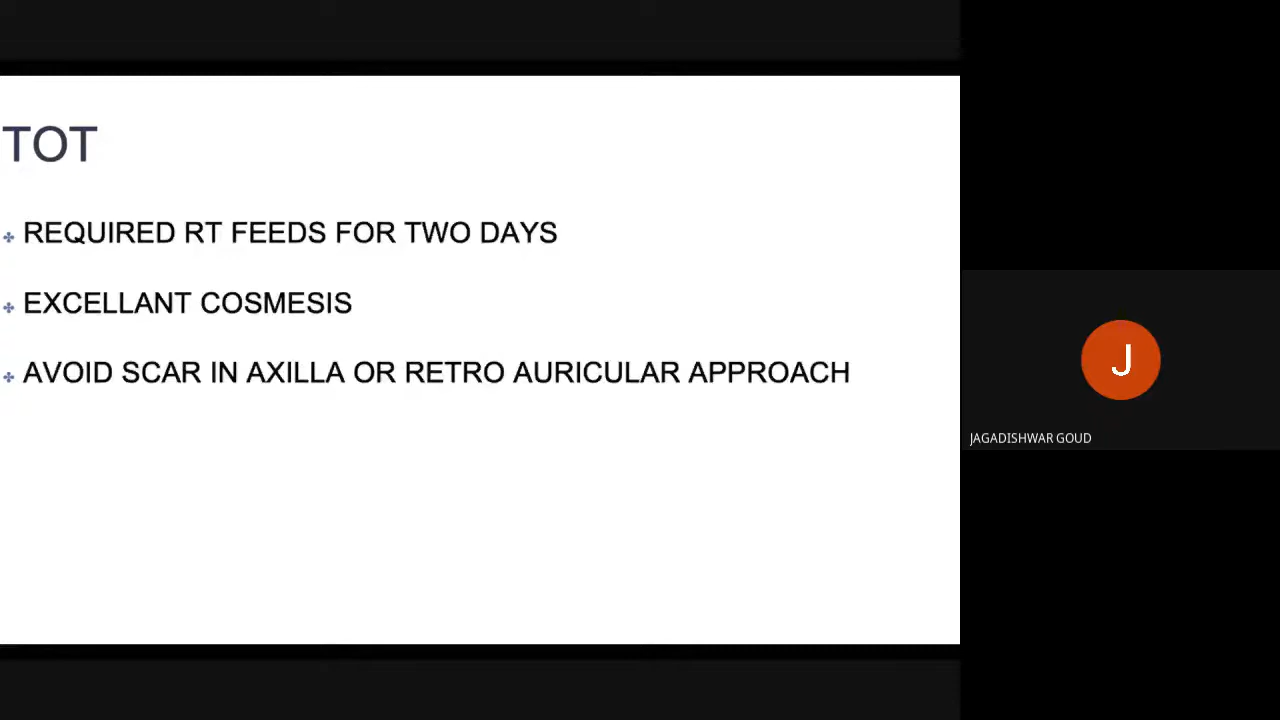 TOT
REQUIRED RT FEEDS FOR TWO DAYS
EXCELLANT COSMESIS
AVOID SCAR IN AXILLA OR RETRO AURICULAR APPROACH
J
JAGADISHWAR GOUD